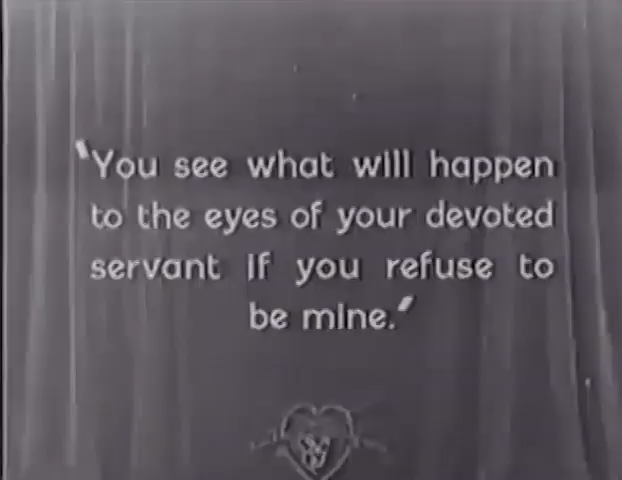 'You see what will happen
to the eyes of your devoted
servant if you refuse to
be mine.'